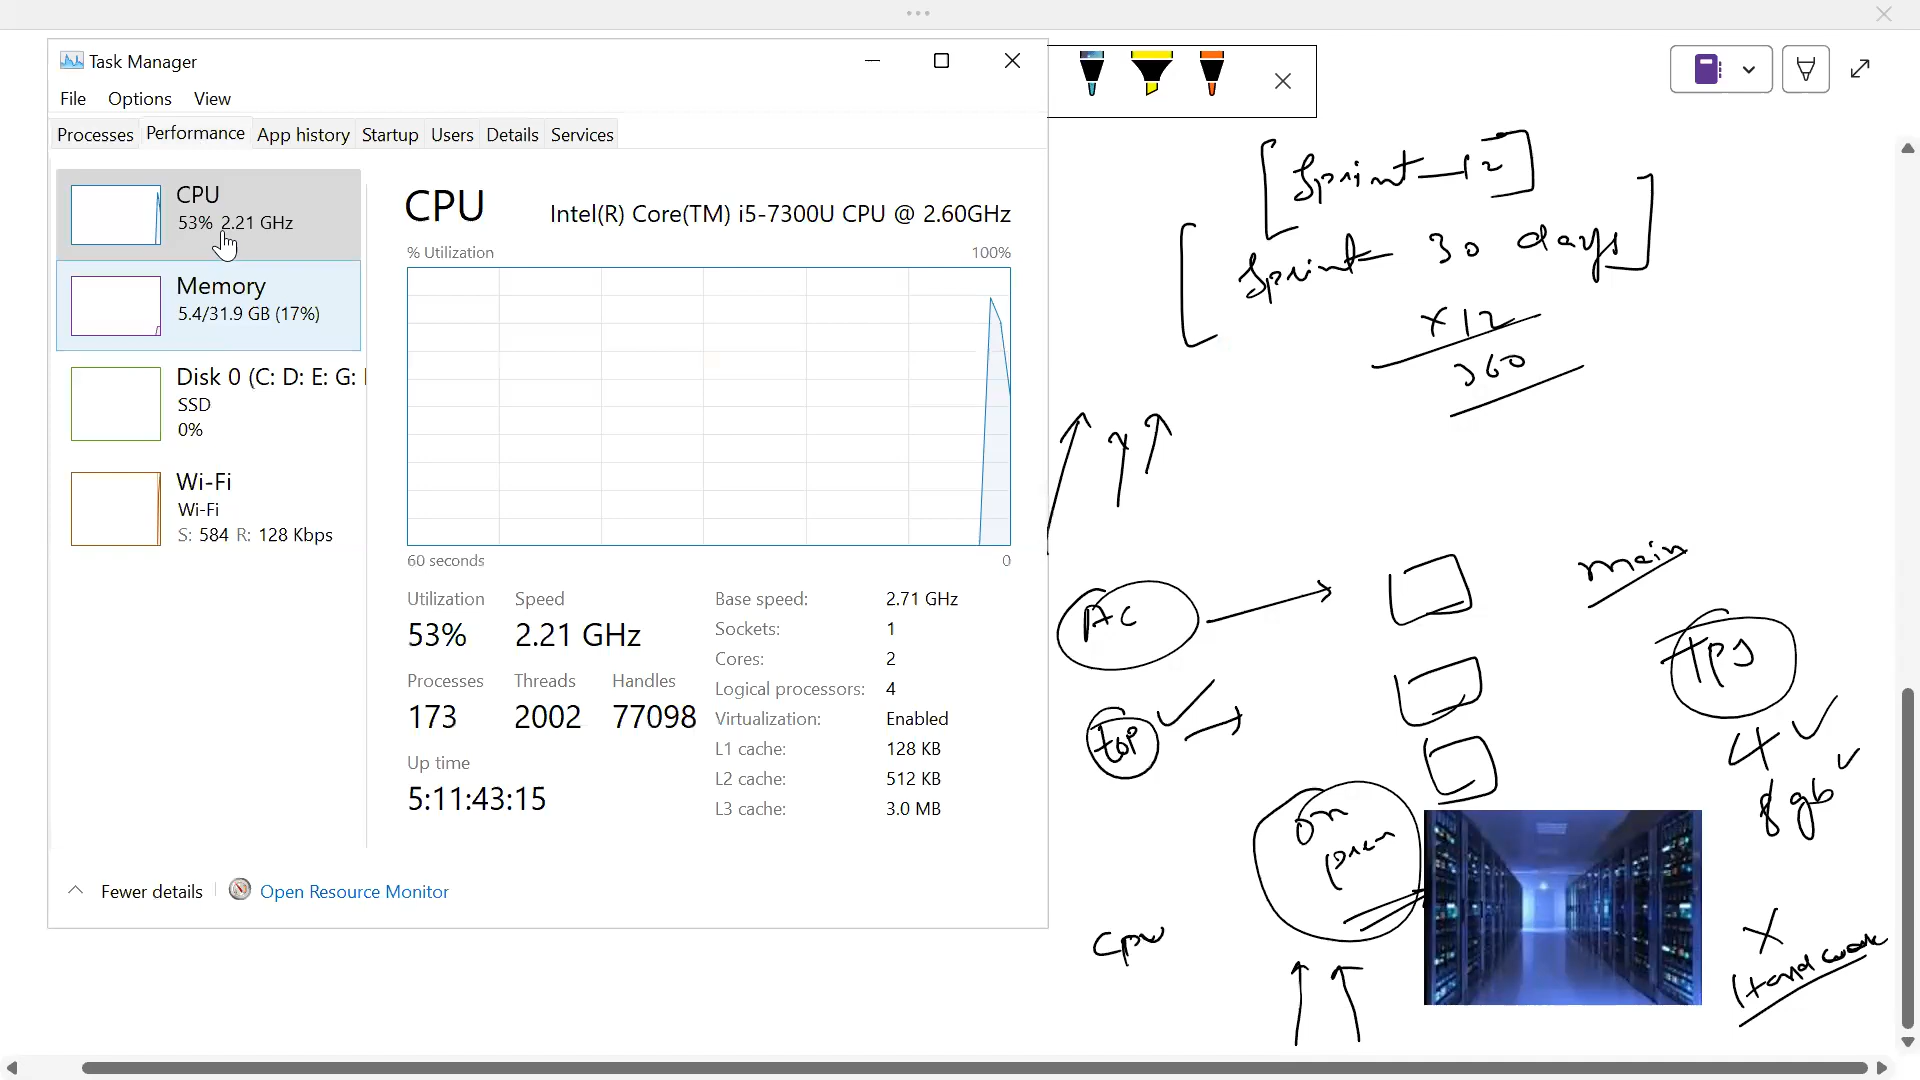 Task Manager
File Options View
Processes Performance App history Startup Users Details Services
CPU
53% 2.21 GHz
Memory
5.4/31.9 GB (17%)
Disk 0 (C: D: E: G:
SSD
0%
Wi-Fi
Wi-Fi
S: 584 R: 128 Kbps
CPU Intel(R) Core(TM) i5-7300U CPU @ 2.60GHz
% Utilization 100%
60 seconds 0
Utilization Speed
53% 2.21 GHz
Processes Threads Handles
173 2002 77098
Up time
5:11:43:15
Base speed: 2.71 GHz
Sockets: 1
Cores: 2
Logical processors: 4
Virtualization: Enabled
L1 cache: 128 KB
L2 cache: 512 KB
L3 cache: 3.0 MB
Fewer details Open Resource Monitor
[Sprint-12]
[Sprint 30 days]
x12
360
main
AC
tps
top
4
8 gb
on
prem
cpu